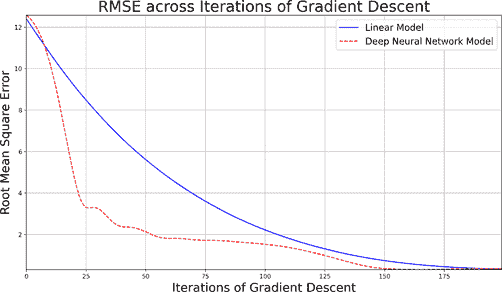 RMSE across Iterations of Gradient Descent
Linear Model
Deep Neural Network Model
Root Mean Square Error
12
10
8
6
4
2
0
25
50
75
100
125
150
175
Iterations of Gradient Descent